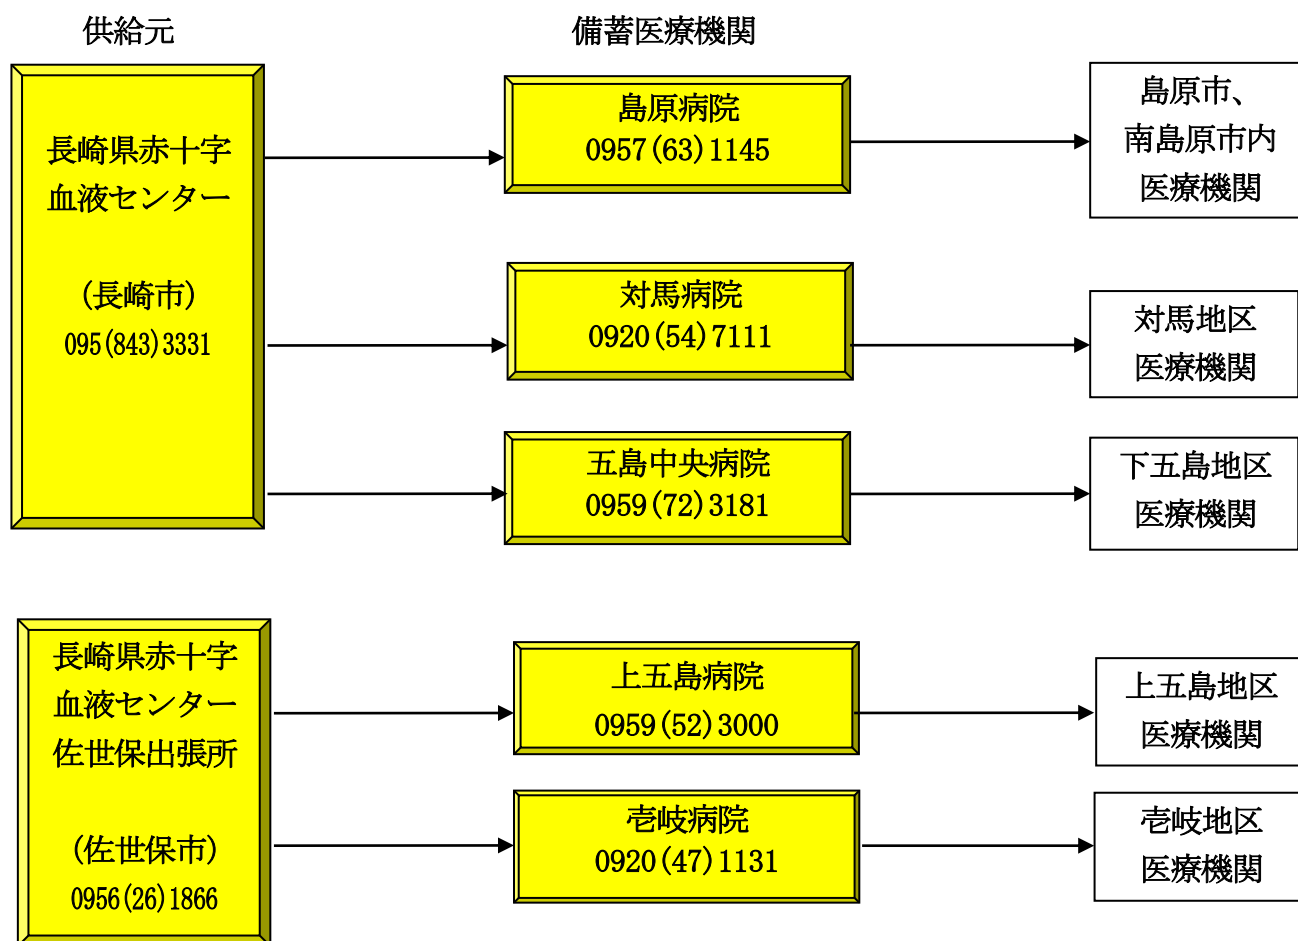 供給元
備蓄医療機関
長崎県赤十字
血液センター
(長崎市)
095(843)3331
島原病院
0957(63)1145
島原市、
南島原市内
医療機関
対馬病院
0920(54)7111
対馬地区
医療機関
五島中央病院
0959(72)3181
下五島地区
医療機関
長崎県赤十字
血液センター
佐世保出張所
(佐世保市)
0956(26)1866
上五島病院
0959(52)3000
上五島地区
医療機関
壱岐病院
0920(47)1131
壱岐地区
医療機関